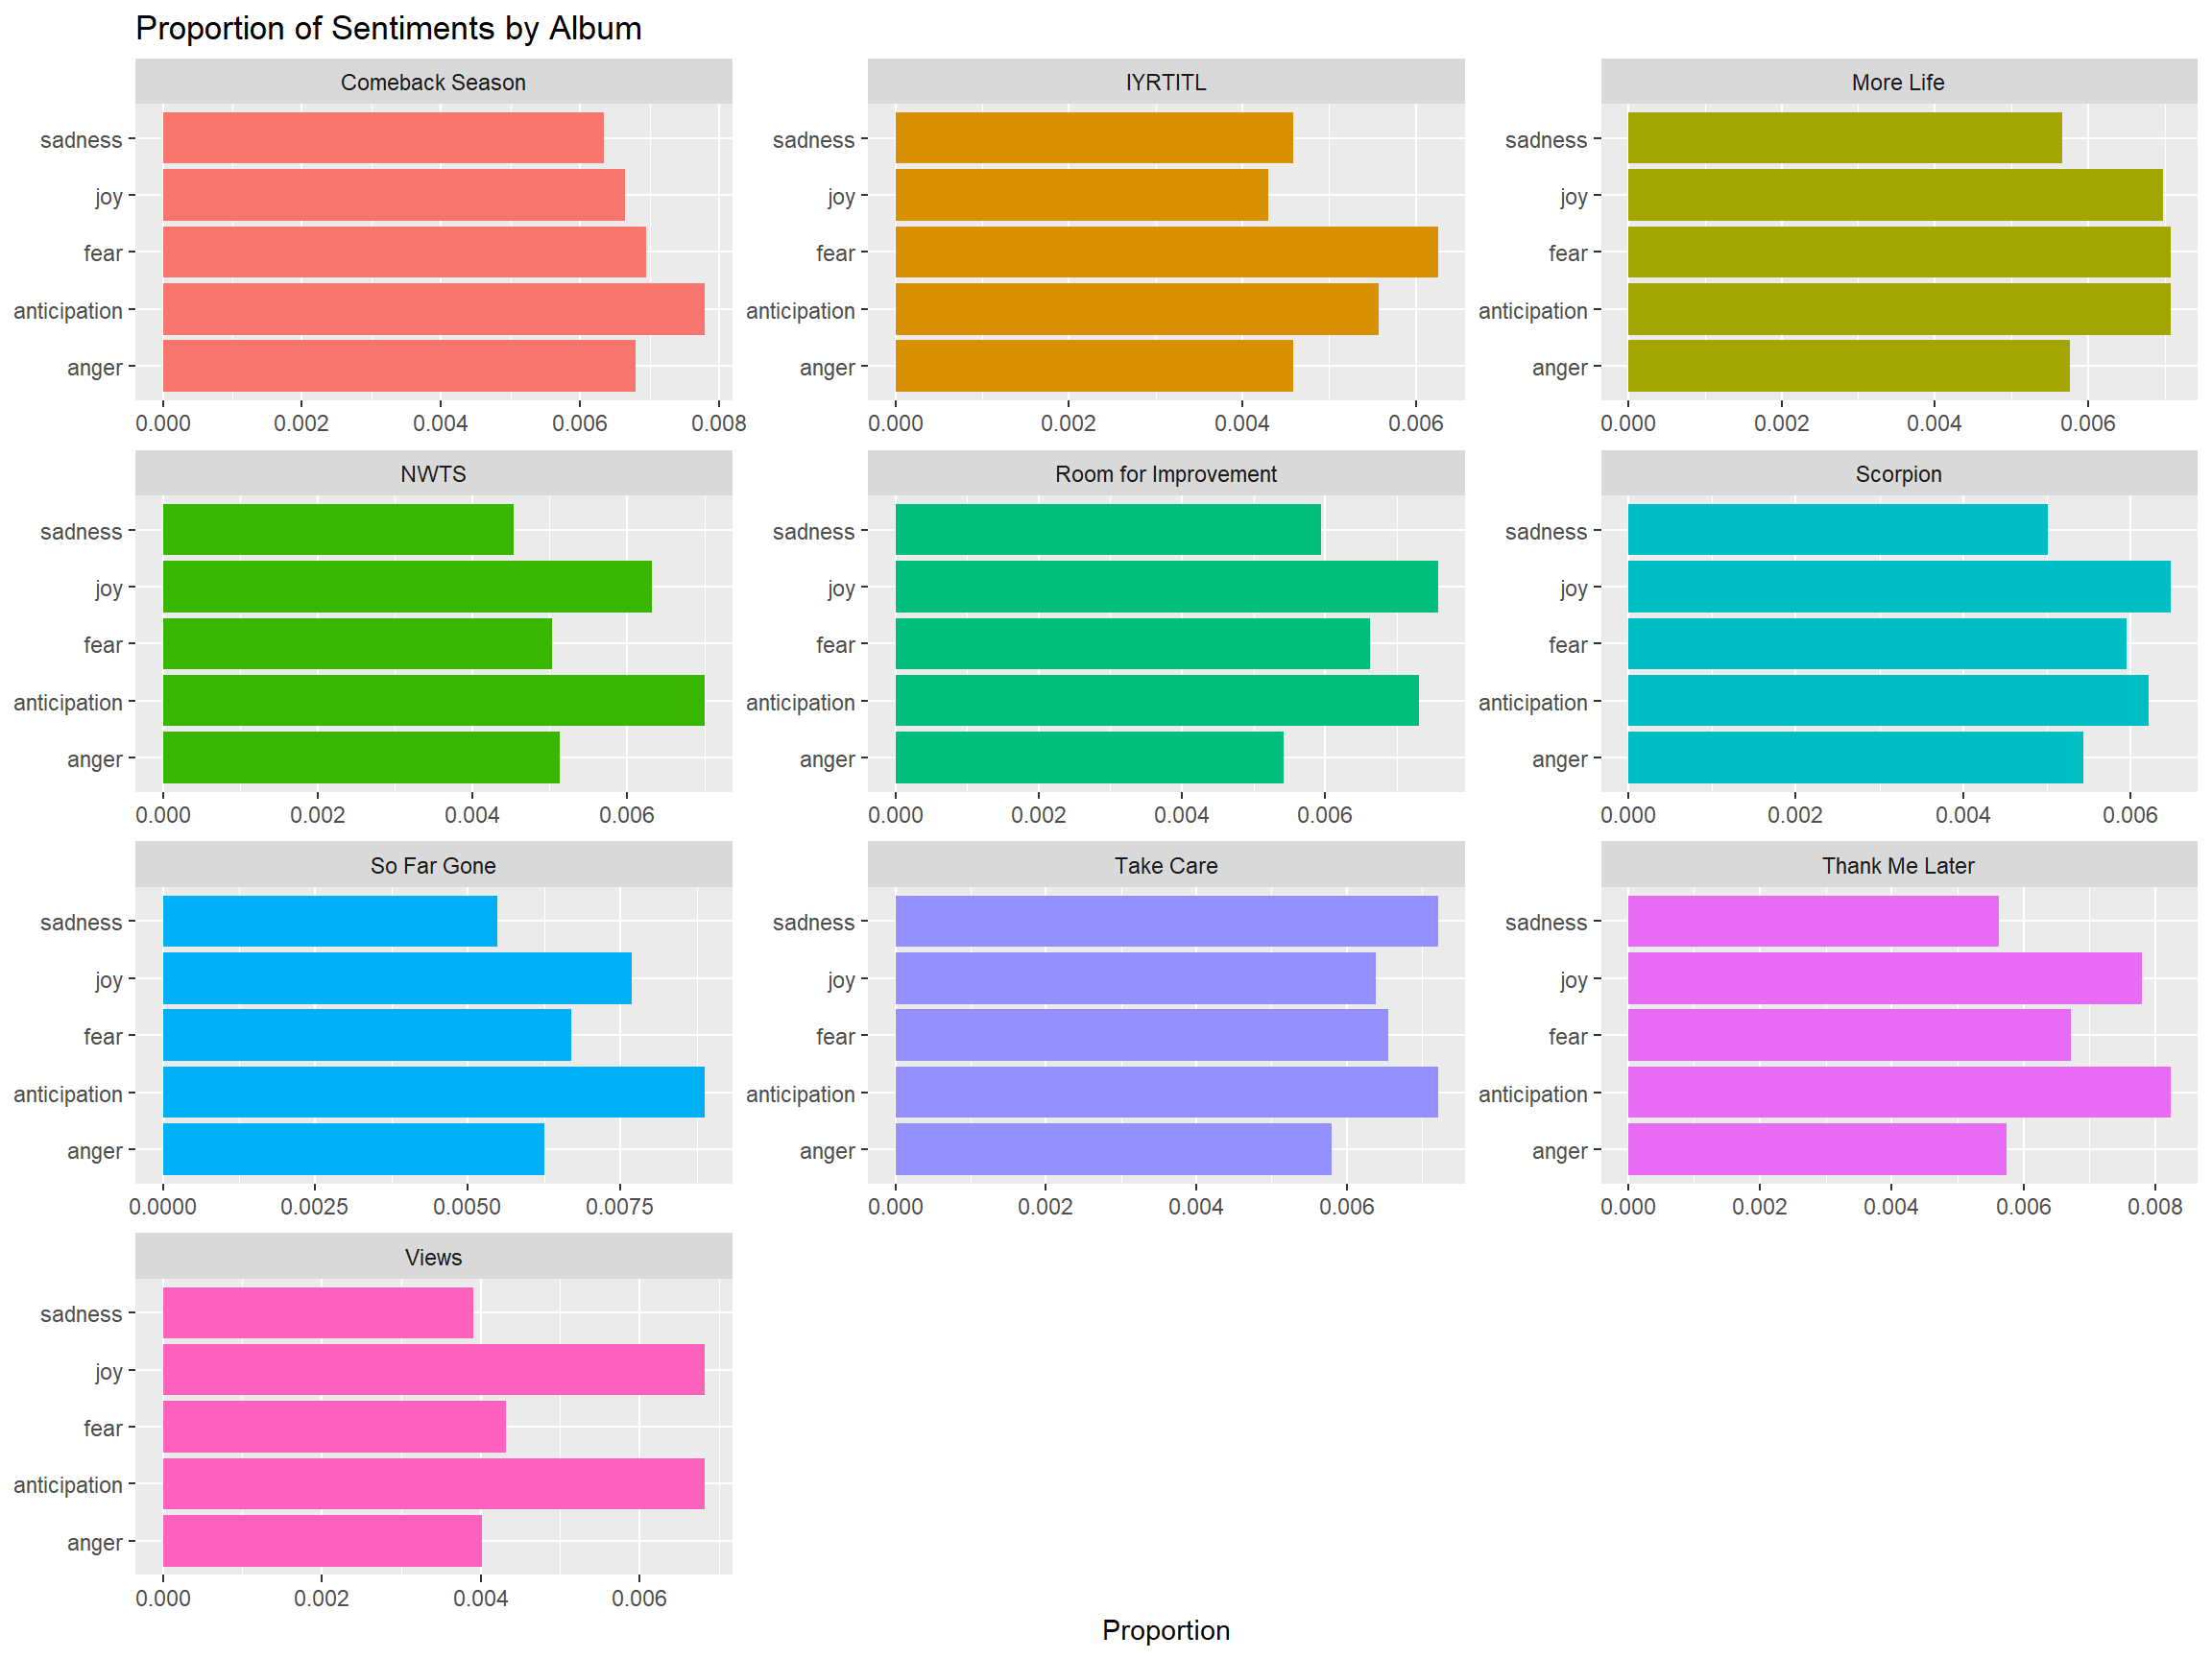 Proportion of Sentiments by Album
Comeback Season
sadness
joy
fear
anticipation
anger
0.000 0.002 0.004 0.006 0.008
IYRTITL
sadness
joy
fear
anticipation
anger
0.000 0.002 0.004 0.006
More Life
sadness
joy
fear
anticipation
anger
0.000 0.002 0.004 0.006
NWTS
sadness
joy
fear
anticipation
anger
0.000 0.002 0.004 0.006
Room for Improvement
sadness
joy
fear
anticipation
anger
0.000 0.002 0.004 0.006
Scorpion
sadness
joy
fear
anticipation
anger
0.000 0.002 0.004 0.006
So Far Gone
sadness
joy
fear
anticipation
anger
0.0000 0.0025 0.0050 0.0075
Take Care
sadness
joy
fear
anticipation
anger
0.000 0.002 0.004 0.006
Thank Me Later
sadness
joy
fear
anticipation
anger
0.000 0.002 0.004 0.006 0.008
Views
sadness
joy
fear
anticipation
anger
0.000 0.002 0.004 0.006
Proportion